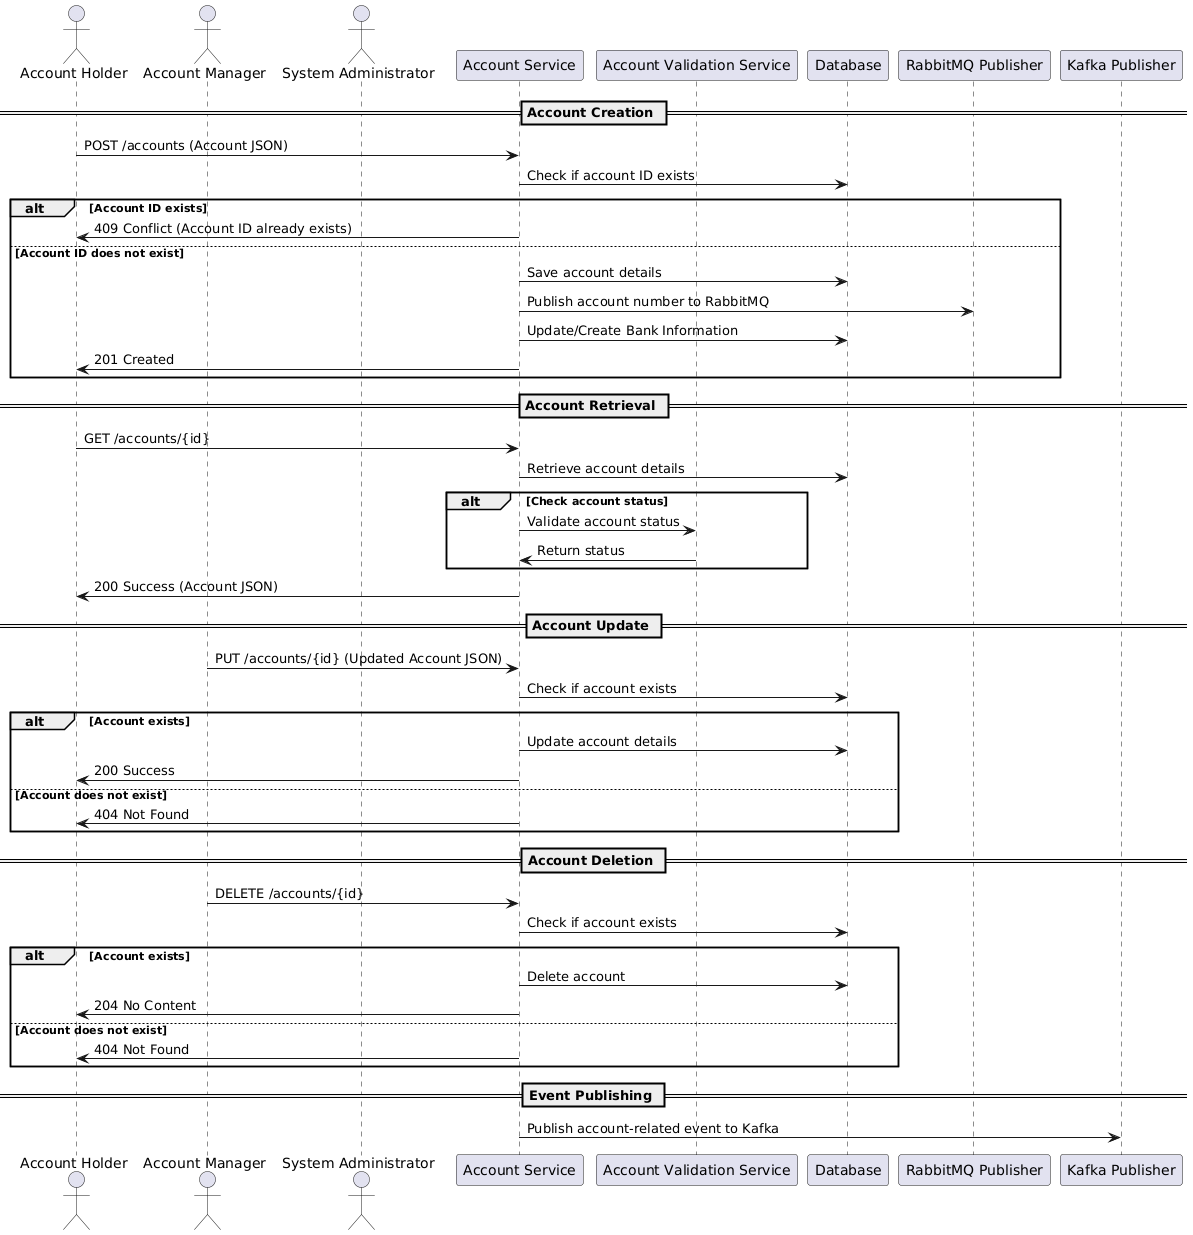 Account Holder
Account Manager
System Administrator
Account Service
Account Validation Service
Database
RabbitMQ Publisher
Kafka Publisher
Account Creation
POST /accounts (Account JSON)
Check if account ID exists
alt [Account ID exists]
409 Conflict (Account ID already exists)
[Account ID does not exist]
Save account details
Publish account number to RabbitMQ
Update/Create Bank Information
201 Created
Account Retrieval
GET /accounts/{id}
Retrieve account details
alt [Check account status]
Validate account status
Return status
200 Success (Account JSON)
Account Update
PUT /accounts/{id} (Updated Account JSON)
Check if account exists
alt [Account exists]
Update account details
200 Success
[Account does not exist]
404 Not Found
Account Deletion
DELETE /accounts/{id}
Check if account exists
alt [Account exists]
Delete account
204 No Content
[Account does not exist]
404 Not Found
Event Publishing
Publish account-related event to Kafka
Account Holder
Account Manager
System Administrator
Account Service
Account Validation Service
Database
RabbitMQ Publisher
Kafka Publisher